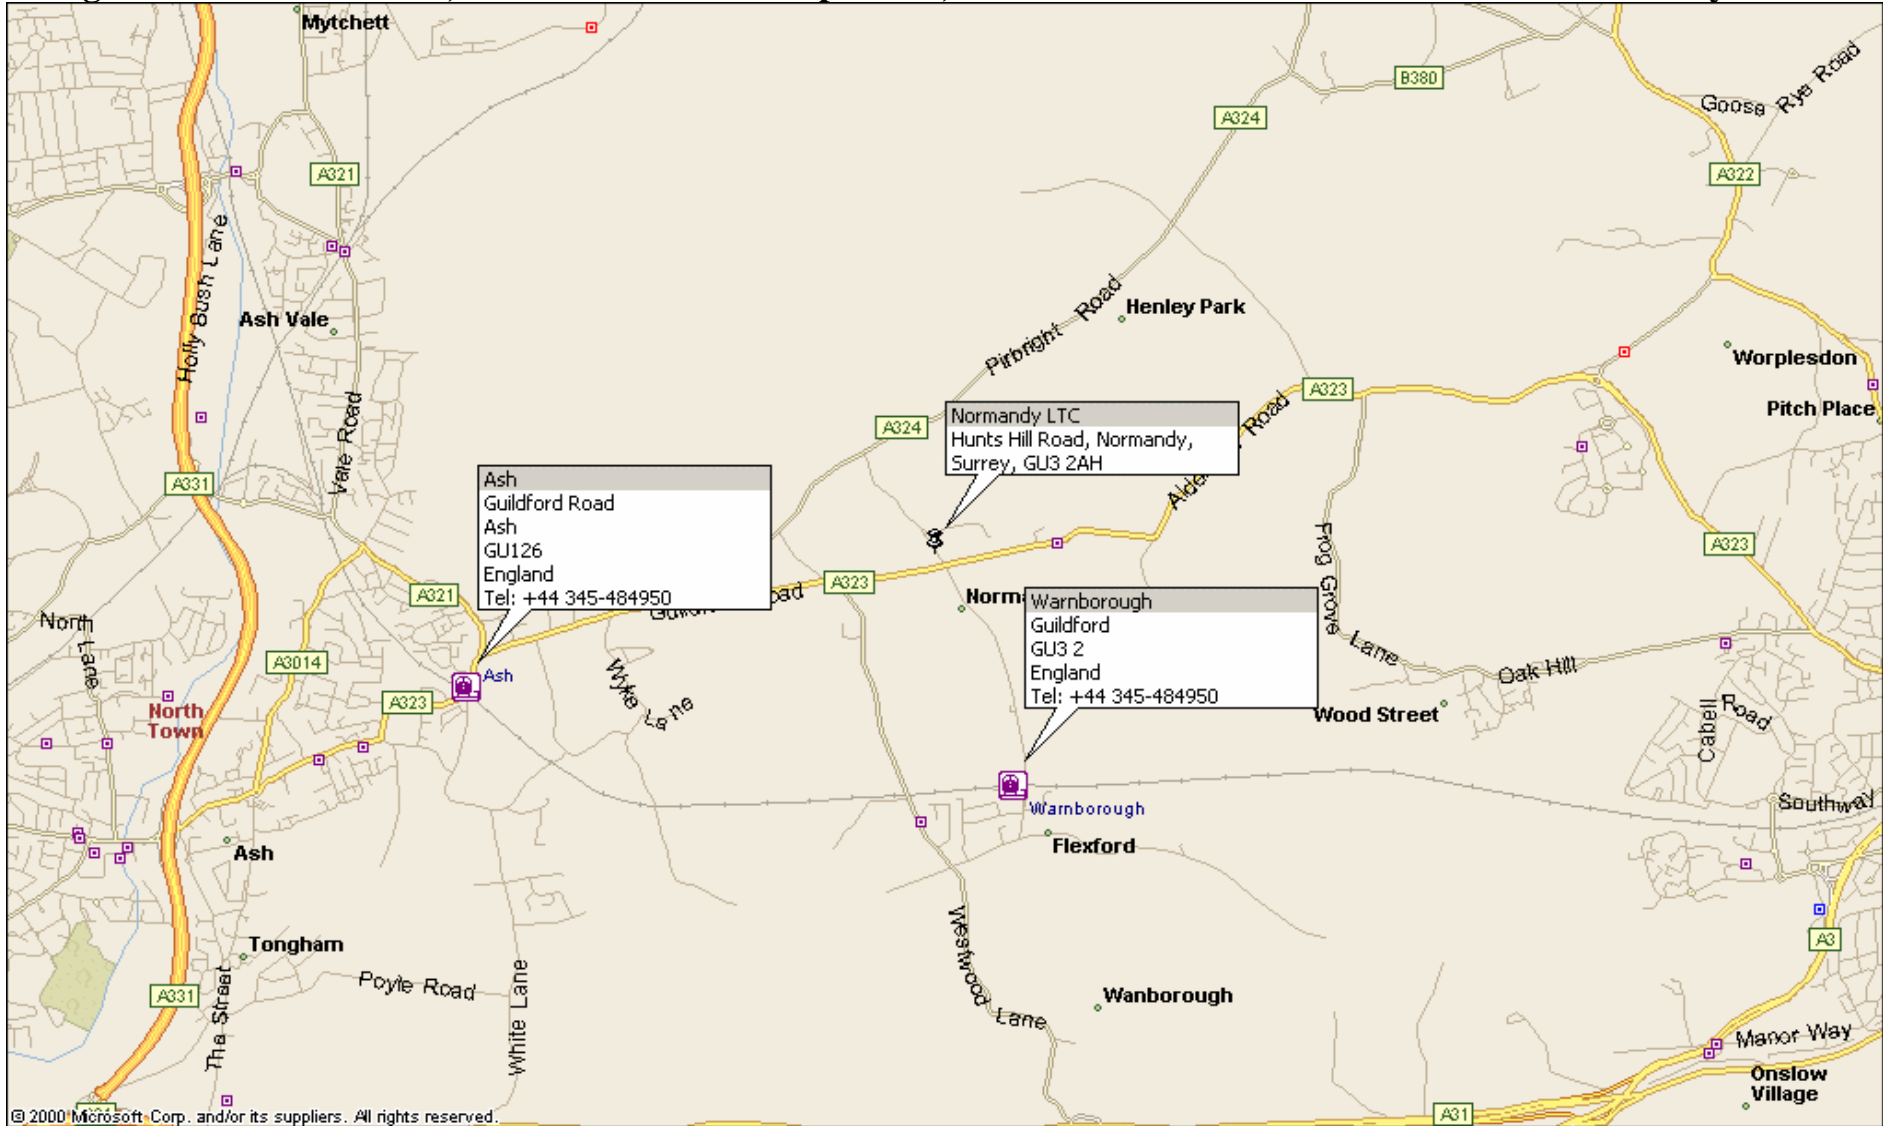 Mytchett
B380
Goose Rye Road
A324
A321
A322
Holly Bush Lane
Ash Vale
Henley Park
Pirbright Road
Worplesdon
A323
Pitch Place
Vale Road
A324
Normandy LTC
Hunts Hill Road, Normandy,
Surrey, GU3 2AH
Road
A331
Ash
Guildford Road
Ash
GU126
England
Tel: +44 345-484950
A323
A323
A321
Frog Grove Lane
North Lane
Warnborough
Guildford
GU3 2
England
Tel: +44 345-484950
A3014
Ash
Wyke Lane
Oak Hill
A323
North
Town
Wood Street
Cabell Road
Warnborough
Southway
Flexford
Ash
Westwood Lane
A3
Tongham
Poyle Road
White Lane
Wanborough
A331
Tha Street
Manor Way
Onslow
Village
A31
© 2000 Microsoft Corp. and/or its suppliers. All rights reserved.